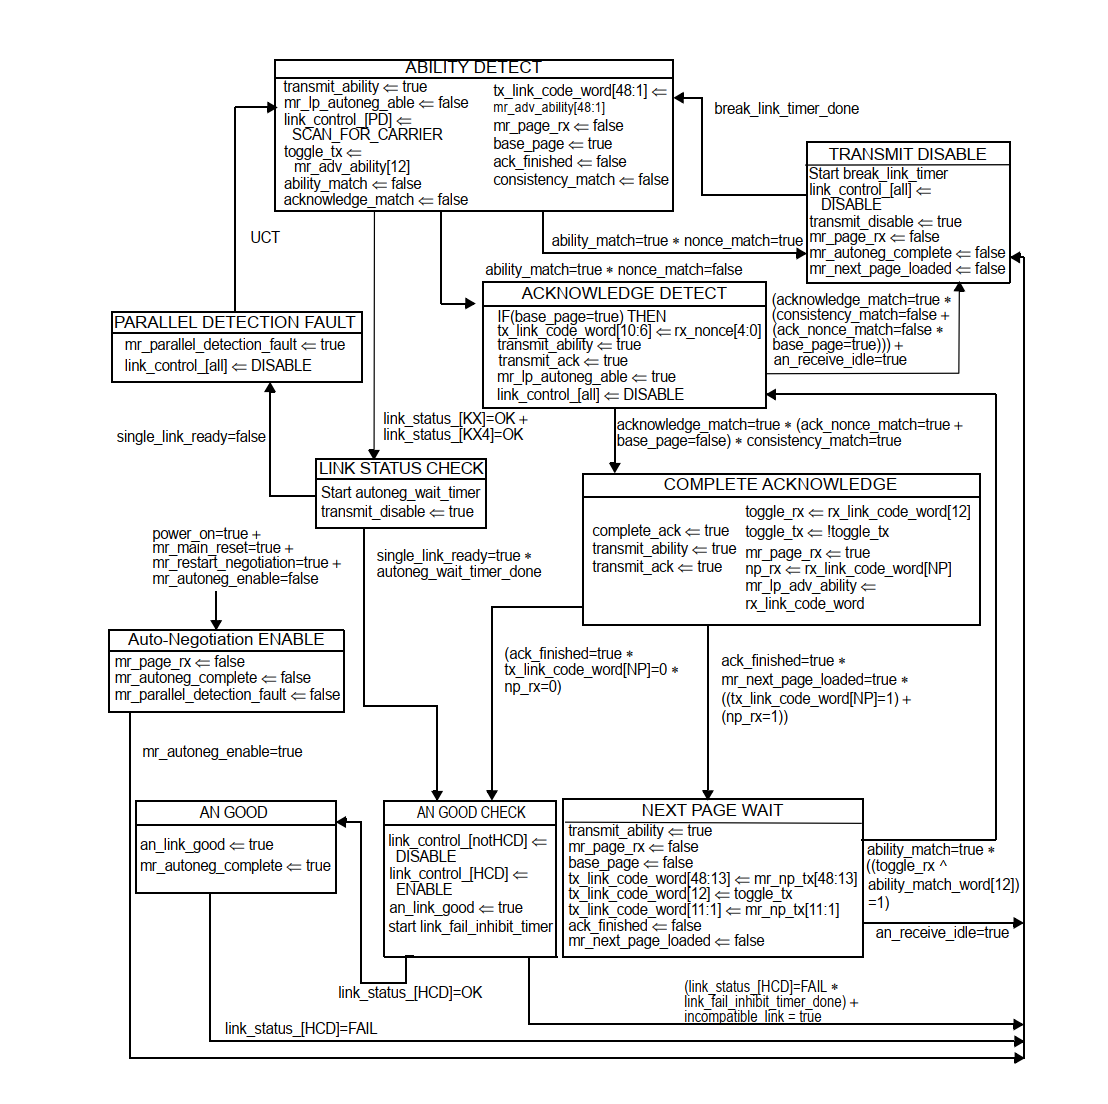 ABILITY DETECT
transmit_ability ⇐ true
mr_lp_autoneg_able ⇐ false
link_control_[PD] ⇐
SCAN_FOR_CARRIER
toggle_tx ⇐
mr_adv_ability[12]
ability_match ⇐ false
acknowledge_match ⇐ false
tx_link_code_word[48:1] ⇐
mr_adv_ability[48:1]
mr_page_rx ⇐ false
base_page ⇐ true
ack_finished ⇐ false
consistency_match ⇐ false
break_link_timer_done
TRANSMIT DISABLE
Start break_link_timer
link_control_[all] ⇐
DISABLE
transmit_disable ⇐ true
mr_page_rx ⇐ false
mr_autoneg_complete ⇐ false
mr_next_page_loaded ⇐ false
UCT
ability_match=true * nonce_match=true
ability_match=true * nonce_match=false
ACKNOWLEDGE DETECT
IF(base_page=true) THEN
tx_link_code_word[10:6] ⇐ rx_nonce[4:0]
transmit_ability ⇐ true
transmit_ack ⇐ true
mr_lp_autoneg_able ⇐ true
link_control_[all] ⇐ DISABLE
(acknowledge_match=true *
(consistency_match=false +
(ack_nonce_match=false *
base_page=true))) +
an_receive_idle=true
PARALLEL DETECTION FAULT
mr_parallel_detection_fault ⇐ true
link_control_[all] ⇐ DISABLE
single_link_ready=false
link_status_[KX]=OK +
link_status_[KX4]=OK
acknowledge_match=true * (ack_nonce_match=true +
base_page=false) * consistency_match=true
LINK STATUS CHECK
Start autoneg_wait_timer
transmit_disable ⇐ true
COMPLETE ACKNOWLEDGE
complete_ack ⇐ true
transmit_ability ⇐ true
transmit_ack ⇐ true
toggle_rx ⇐ rx_link_code_word[12]
toggle_tx ⇐ !toggle_tx
mr_page_rx ⇐ true
np_rx ⇐ rx_link_code_word[NP]
mr_lp_adv_ability ⇐
rx_link_code_word
power_on=true +
mr_main_reset=true +
mr_restart_negotiation=true +
mr_autoneg_enable=false
single_link_ready=true *
autoneg_wait_timer_done
Auto-Negotiation ENABLE
mr_page_rx ⇐ false
mr_autoneg_complete ⇐ false
mr_parallel_detection_fault ⇐ false
(ack_finished=true *
tx_link_code_word[NP]=0 *
np_rx=0)
ack_finished=true *
mr_next_page_loaded=true *
((tx_link_code_word[NP]=1) +
(np_rx=1))
mr_autoneg_enable=true
AN GOOD
an_link_good ⇐ true
mr_autoneg_complete ⇐ true
AN GOOD CHECK
link_control_[notHCD] ⇐
DISABLE
link_control_[HCD] ⇐
ENABLE
an_link_good ⇐ true
start link_fail_inhibit_timer
NEXT PAGE WAIT
transmit_ability ⇐ true
mr_page_rx ⇐ false
base_page ⇐ false
tx_link_code_word[48:13] ⇐ mr_np_tx[48:13]
tx_link_code_word[12] ⇐ toggle_tx
tx_link_code_word[11:1] ⇐ mr_np_tx[11:1]
ack_finished ⇐ false
mr_next_page_loaded ⇐ false
ability_match=true *
((toggle_rx ^
ability_match_word[12])
=1)
an_receive_idle=true
link_status_[HCD]=OK
(link_status_[HCD]=FAIL *
link_fail_inhibit_timer_done) +
incompatible_link = true
link_status_[HCD]=FAIL